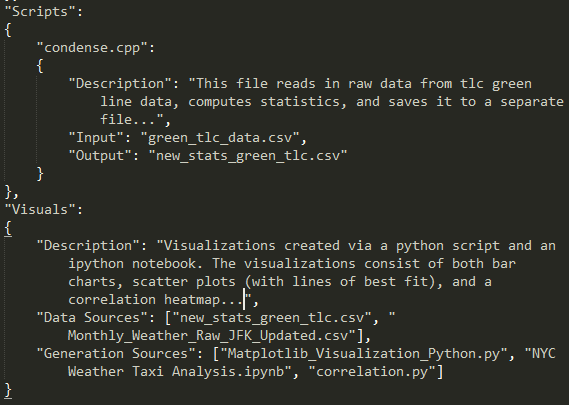 },
"Scripts":
{
"condense.cpp":
{
"Description": "This file reads in raw data from tlc green
line data, computes statistics, and saves it to a separate
file...",
"Input": "green_tlc_data.csv",
"Output": "new_stats_green_tlc.csv"
}
},
"Visuals":
{
"Description": "Visualizations created via a python script and an
ipython notebook. The visualizations consist of both bar
charts, scatter plots (with lines of best fit), and a
correlation heatmap...",
"Data Sources": ["new_stats_green_tlc.csv", "
Monthly_Weather_Raw_JFK_Updated.csv"],
"Generation Sources": ["Matplotlib_Visualization_Python.py", "NYC
Weather Taxi Analysis.ipynb", "correlation.py"]
}